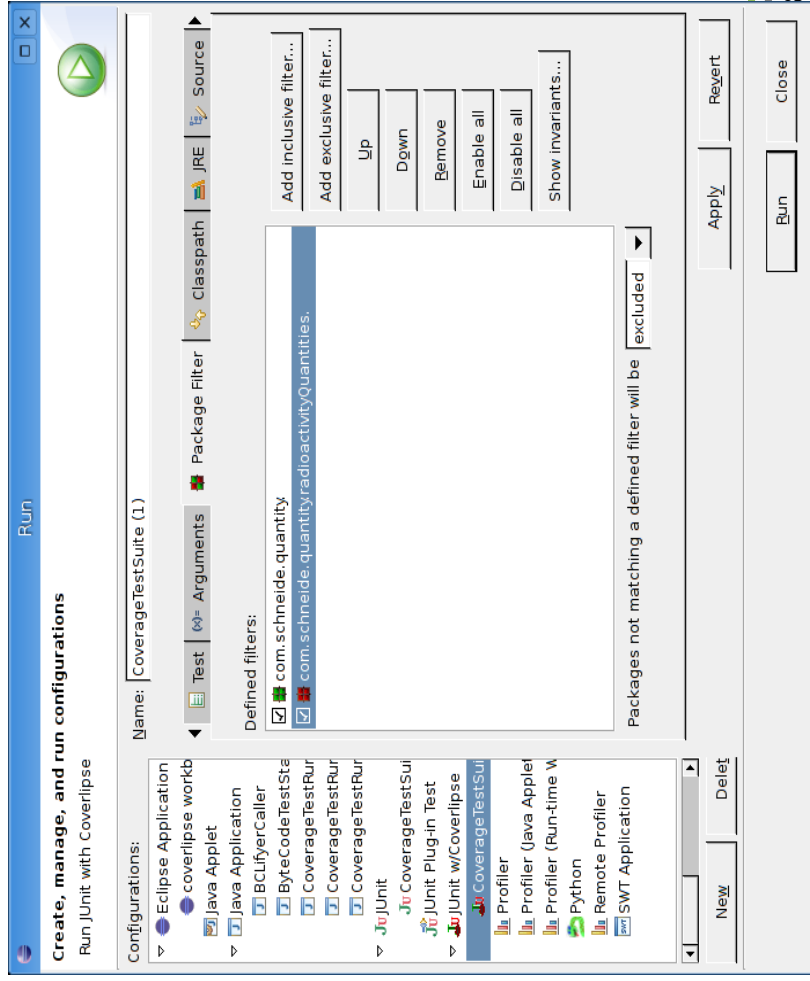 Run
Create, manage, and run configurations
Run JUnit with Coverlipse
Configurations:
Eclipse Application
coverlipse workb
Java Applet
Java Application
BCLifyerCaller
ByteCodeTestSta
CoverageTestRur
CoverageTestRur
CoverageTestRur
JUnit
CoverageTestSui
JUnit Plug-in Test
JUnit w/Coverlipse
CoverageTestSui
Profiler
Profiler (Java Applet
Profiler (Run-time W
Python
Remote Profiler
SWT Application
New
Delet
Name: CoverageTestSuite (1)
Test (x)= Arguments Package Filter Classpath JRE Source
Defined filters:
com.schneide.quantity.
com.schneide.quantity.radioactivityQuantities.
Add inclusive filter...
Add exclusive filter...
Up
Down
Remove
Enable all
Disable all
Show invariants...
Packages not matching a defined filter will be excluded
Apply Revert
Run Close